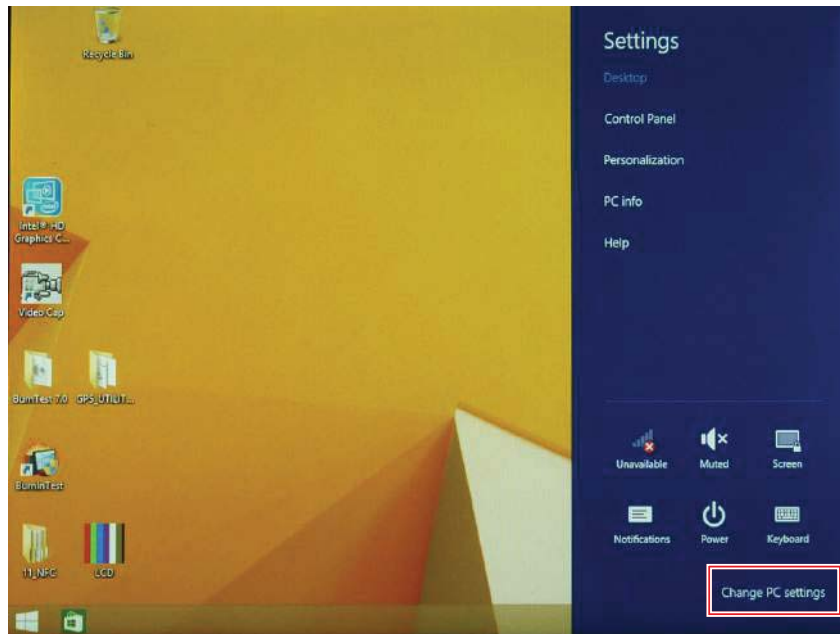 Recycle Bin
Intel® HD
Graphics C...
Video Cap
BurnTest 7.0
GPS_UTILIT...
BurninTest
11_NFC
LCD
Settings
Desktop
Control Panel
Personalization
PC info
Help
Unavailable
Muted
Screen
Notifications
Power
Keyboard
Change PC settings